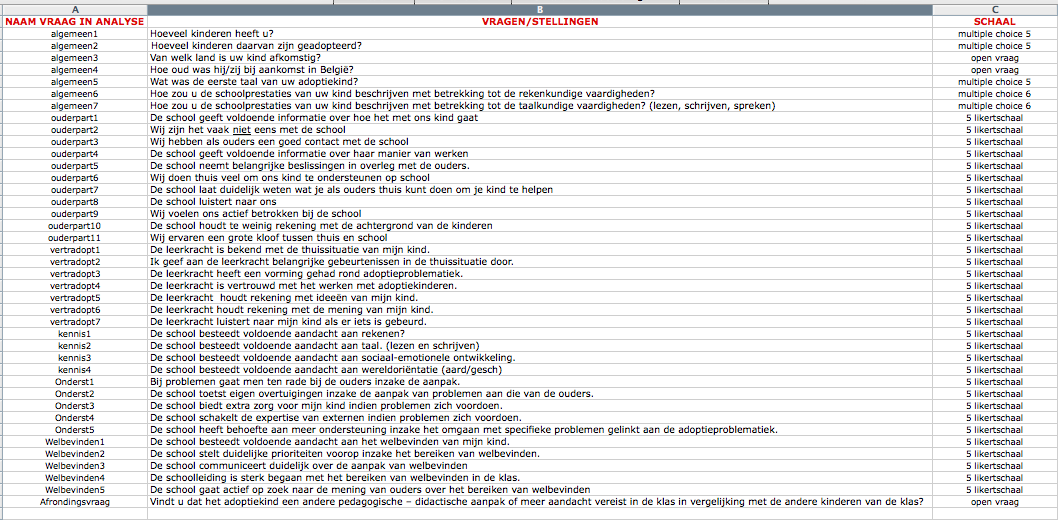 A B C
NAAM VRAAG IN ANALYSE VRAGEN/STELLINGEN SCHAAL
algemeen1 Hoeveel kinderen heeft u? multiple choice 5
algemeen2 Hoeveel kinderen daarvan zijn geadopteerd? multiple choice 5
algemeen3 Van welk land is uw kind afkomstig? open vraag
algemeen4 Hoe oud was hij/zij bij aankomst in België? open vraag
algemeen5 Wat was de eerste taal van uw adoptiekind? multiple choice 5
algemeen6 Hoe zou u de schoolprestaties van uw kind beschrijven met betrekking tot de rekenkundige vaardigheden? multiple choice 6
algemeen7 Hoe zou u de schoolprestaties van uw kind beschrijven met betrekking tot de taalkundige vaardigheden? (lezen, schrijven, spreken) multiple choice 6
ouderpart1 De school geeft voldoende informatie over hoe het met ons kind gaat 5 likertschaal
ouderpart2 Wij zijn het vaak niet eens met de school 5 likertschaal
ouderpart3 Wij hebben als ouders een goed contact met de school 5 likertschaal
ouderpart4 De school geeft voldoende informatie over haar manier van werken 5 likertschaal
ouderpart5 De school neemt belangrijke beslissingen in overleg met de ouders. 5 likertschaal
ouderpart6 Wij doen thuis veel om ons kind te ondersteunen op school 5 likertschaal
ouderpart7 De school laat duidelijk weten wat je als ouders thuis kunt doen om je kind te helpen 5 likertschaal
ouderpart8 De school luistert naar ons 5 likertschaal
ouderpart9 Wij voelen ons actief betrokken bij de school 5 likertschaal
ouderpart10 De school houdt te weinig rekening met de achtergrond van de kinderen 5 likertschaal
ouderpart11 Wij ervaren een grote kloof tussen thuis en school 5 likertschaal
vertradopt1 De leerkracht is bekend met de thuissituatie van mijn kind. 5 likertschaal
vertradopt2 Ik geef aan de leerkracht belangrijke gebeurtenissen in de thuissituatie door. 5 likertschaal
vertradopt3 De leerkracht heeft een vorming gehad rond adoptieproblematiek. 5 likertschaal
vertradopt4 De leerkracht is vertrouwd met het werken met adoptiekinderen. 5 likertschaal
vertradopt5 De leerkracht houdt rekening met ideeën van mijn kind. 5 likertschaal
vertradopt6 De leerkracht houdt rekening met de mening van mijn kind. 5 likertschaal
vertradopt7 De leerkracht luistert naar mijn kind als er iets is gebeurd. 5 likertschaal
kennis1 De school besteedt voldoende aandacht aan rekenen? 5 likertschaal
kennis2 De school besteedt voldoende aandacht aan taal. (lezen en schrijven) 5 likertschaal
kennis3 De school besteedt voldoende aandacht aan sociaal-emotionele ontwikkeling. 5 likertschaal
kennis4 De school besteedt voldoende aandacht aan wereldoriëntatie (aard/gesch) 5 likertschaal
Onderst1 Bij problemen gaat men ten rade bij de ouders inzake de aanpak. 5 likertschaal
Onderst2 De school toetst eigen overtuigingen inzake de aanpak van problemen aan die van de ouders. 5 likertschaal
Onderst3 De school biedt extra zorg voor mijn kind indien problemen zich voordoen. 5 likertschaal
Onderst4 De school schakelt de expertise van externen indien problemen zich voordoen. 5 likertschaal
Onderst5 De school heeft behoefte aan meer ondersteuning inzake het omgaan met specifieke problemen gelinkt aan de adoptieproblematiek. 5 likertschaal
Welbevinden1 De school besteedt voldoende aandacht aan het welbevinden van mijn kind. 5 likertschaal
Welbevinden2 De school stelt duidelijke prioriteiten voorop inzake het bereiken van welbevinden. 5 likertschaal
Welbevinden3 De school communiceert duidelijk over de aanpak van welbevinden 5 likertschaal
Welbevinden4 De schoolleiding is sterk begaan met het bereiken van welbevinden in de klas. 5 likertschaal
Welbevinden5 De school gaat actief op zoek naar de mening van ouders over het bereiken van welbevinden 5 likertschaal
Afrondingsvraag Vindt u dat het adoptiekind een andere pedagogische – didactische aanpak of meer aandacht vereist in de klas in vergelijking met de andere kinderen van de klas? open vraag